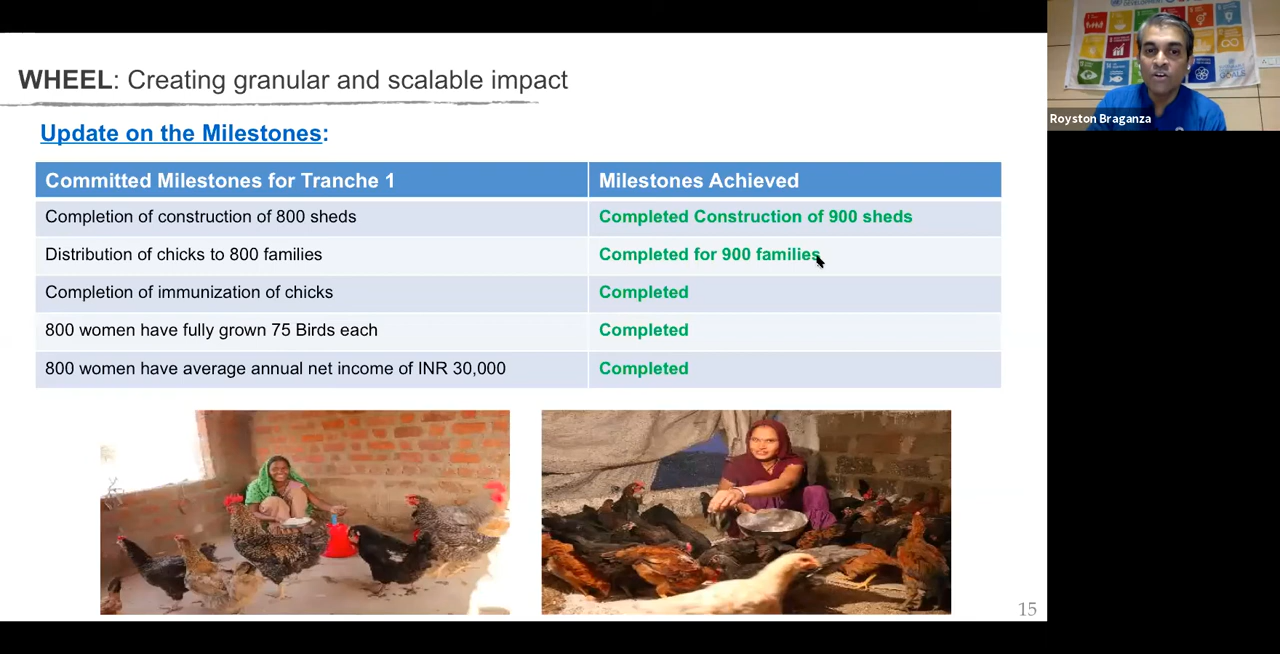 WHEEL: Creating granular and scalable impact
Update on the Milestones:
Committed Milestones for Tranche 1
Milestones Achieved
Completion of construction of 800 sheds
Completed Construction of 900 sheds
Distribution of chicks to 800 families
Completed for 900 families
Completion of immunization of chicks
Completed
800 women have fully grown 75 Birds each
Completed
800 women have average annual net income of INR 30,000
Completed
15
Royston Braganza
GOALS